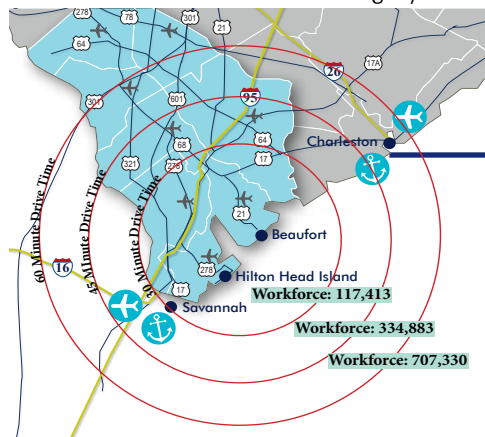 278
78
301
21
64
321
26
17A
301
601
95
Charleston
68
64
321
278
17
60 Minute Drive Time
45 MInute Drive Time
30 Minute Drive Time
21
Beaufort
16
278
Hilton Head Island
17
Workforce: 117,413
Savannah
Workforce: 334,883
Workforce: 707,330